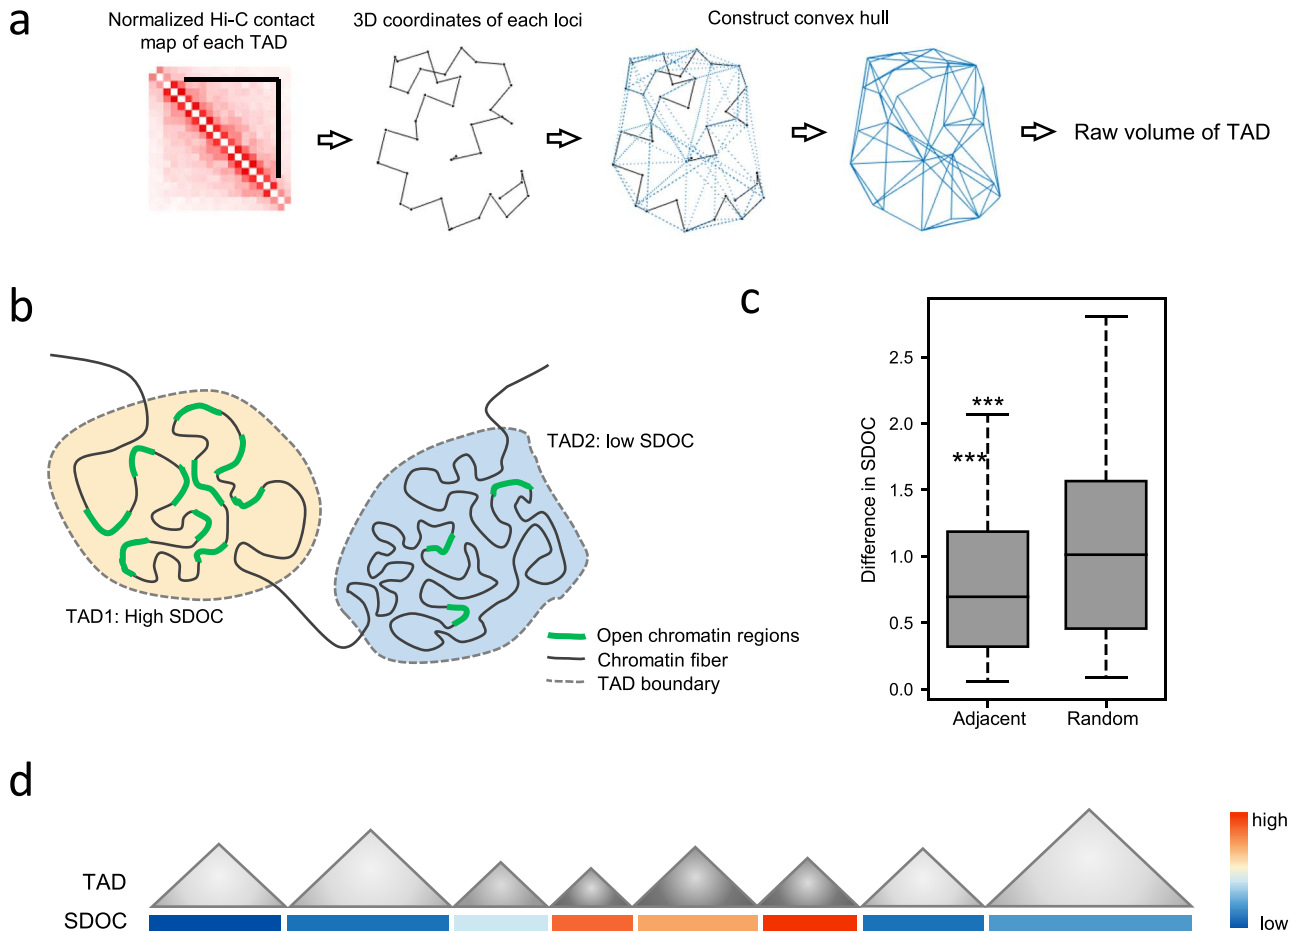 a
Normalized Hi-C contact
map of each TAD
3D coordinates of each loci
Construct convex hull
Raw volume of TAD
b
TAD1: High SDOC
TAD2: low SDOC
Open chromatin regions
Chromatin fiber
TAD boundary
c
Difference in SDOC
2.5
2.0
1.5
1.0
0.5
0.0
***
***
Adjacent
Random
d
TAD
SDOC
high
low